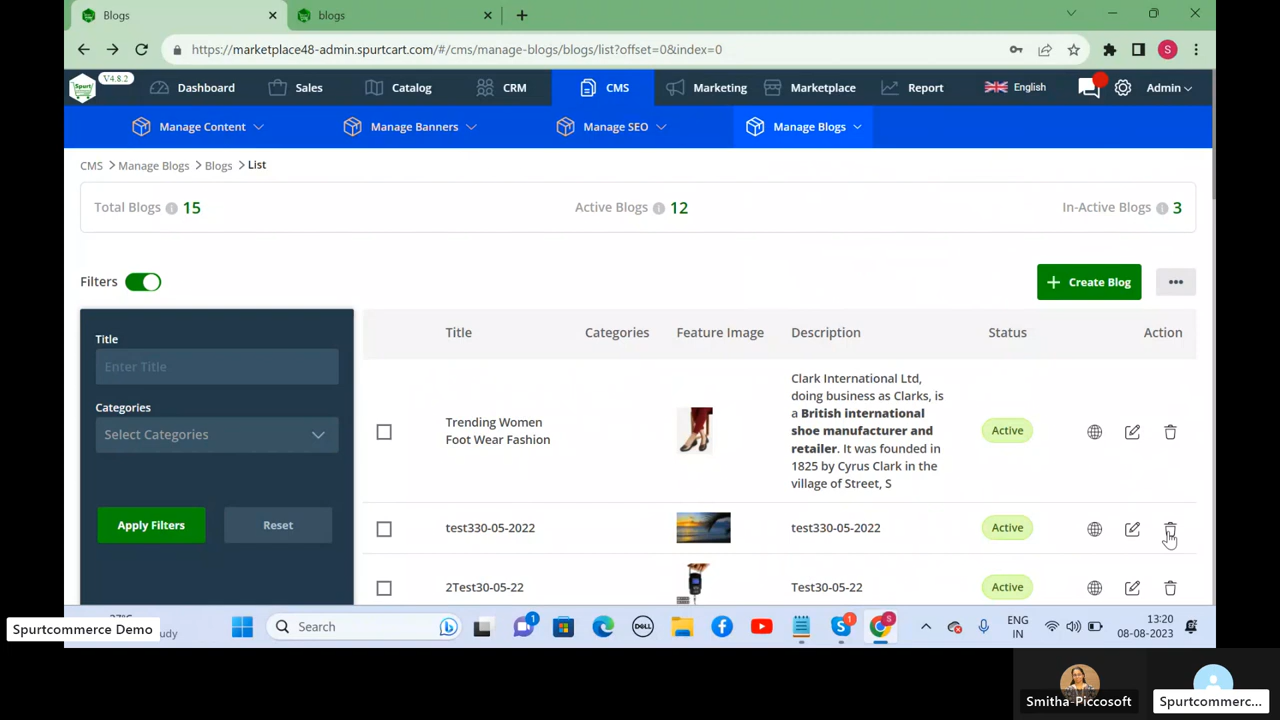 Blogs
blogs
https://marketplace48-admin.spurtcart.com/#/cms/manage-blogs/blogs/list?offset=0&index=0
S
Spurt
V4.8.2
Dashboard
Sales
Catalog
CRM
CMS
Marketing
Marketplace
Report
English
Admin
Manage Content
Manage Banners
Manage SEO
Manage Blogs
CMS > Manage Blogs > Blogs > List
Total Blogs 15
Active Blogs 12
In-Active Blogs 3
Filters
+ Create Blog
Title
Enter Title
Categories
Select Categories
Apply Filters
Reset
Title Categories Feature Image Description Status Action
Trending Women
Foot Wear Fashion
Clark International Ltd,
doing business as Clarks, is
a British international
shoe manufacturer and
retailer. It was founded in
1825 by Cyrus Clark in the
village of Street, S
Active
test330-05-2022
test330-05-2022
Active
2Test30-05-22
Test30-05-22
Active
Spurtcommerce Demo
Search
1
DELL
1
S
ENG
IN
13:20
08-08-2023
Smitha-Piccosoft
Spurtcommerc...